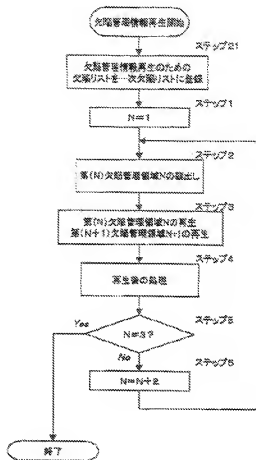 欠陥管理情報再生開始
ステップ21
欠陥管理情報再生のための
欠陥リストを一次欠陥リストに登録
ステップ1
N=1
ステップ2
第(N)欠陥管理領域Nの頭出し
ステップ3
第(N)欠陥管理領域Nの再生
第(N+1)欠陥管理領域N+1の再生
ステップ4
再生後の処理
ステップ5
Yes
N=3?
No
ステップ6
N=N+2
終了